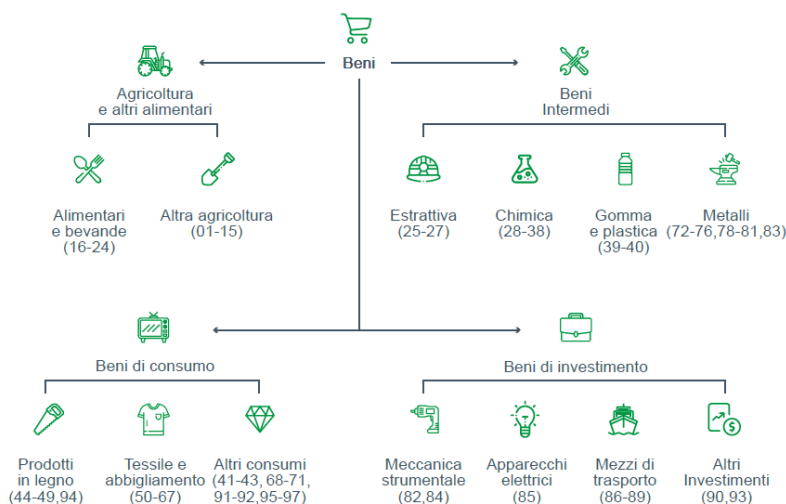 Beni
Agricoltura
e altri alimentari
Beni
Intermedi
Alimentari
e bevande
(16-24)
Altra agricoltura
(01-15)
Estrattiva
(25-27)
Chimica
(28-38)
Gomma
e plastica
(39-40)
Metalli
(72-76,78-81,83)
Beni di consumo
Beni di investimento
Prodotti
in legno
(44-49,94)
Tessile e
abbigliamento
(50-67)
Altri consumi
(41-43, 68-71,
91-92,95-97)
Meccanica
strumentale
(82,84)
Apparecchi
elettrici
(85)
Mezzi di
trasporto
(86-89)
Altri
Investimenti
(90,93)